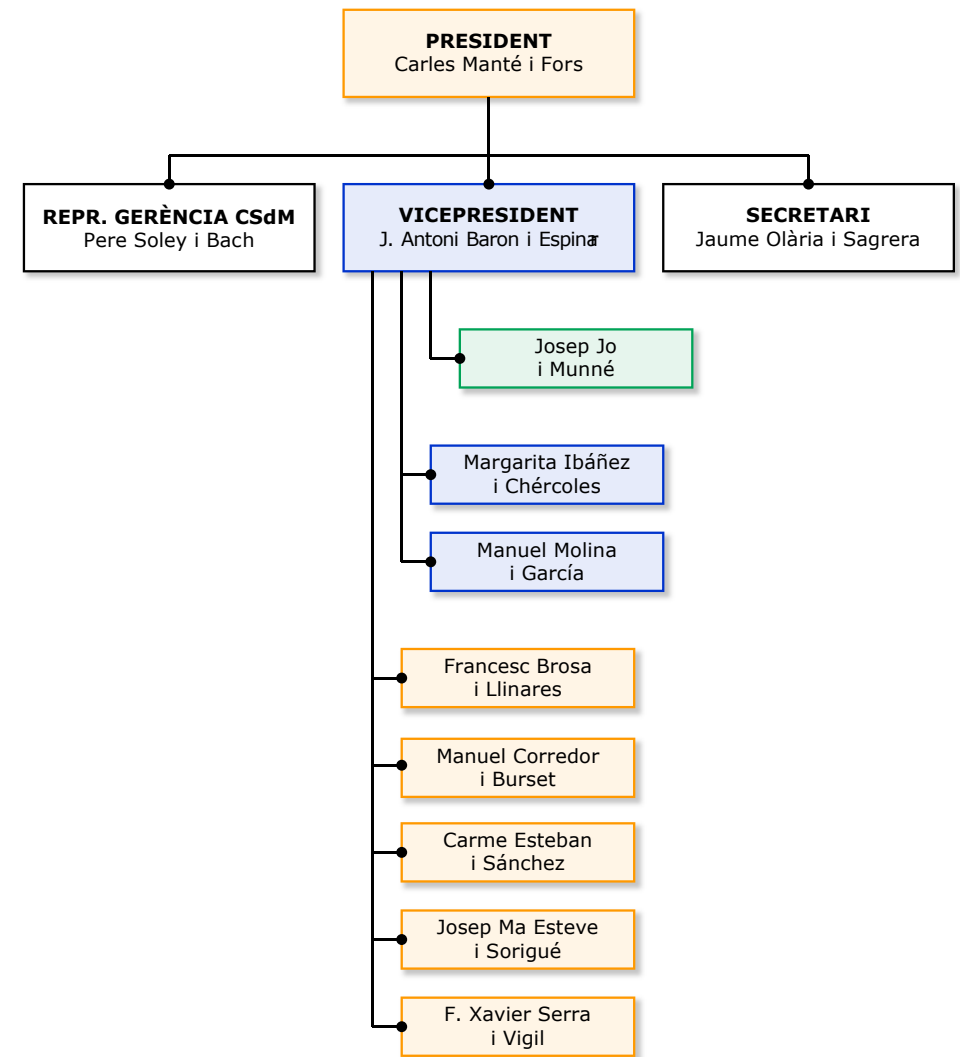 PRESIDENT
Carles Manté i Fors
REPR. GERÈNCIA CSdM
Pere Soley i Bach
VICEPRESIDENT
J. Antoni Baron i Espinar
SECRETARI
Jaume Olària i Sagrera
Josep Jo
i Munné
Margarita Ibáñez
i Chércoles
Manuel Molina
i García
Francesc Brosa
i Llinares
Manuel Corredor
i Burset
Carme Esteban
i Sánchez
Josep Ma Esteve
i Sorigué
F. Xavier Serra
i Vigil